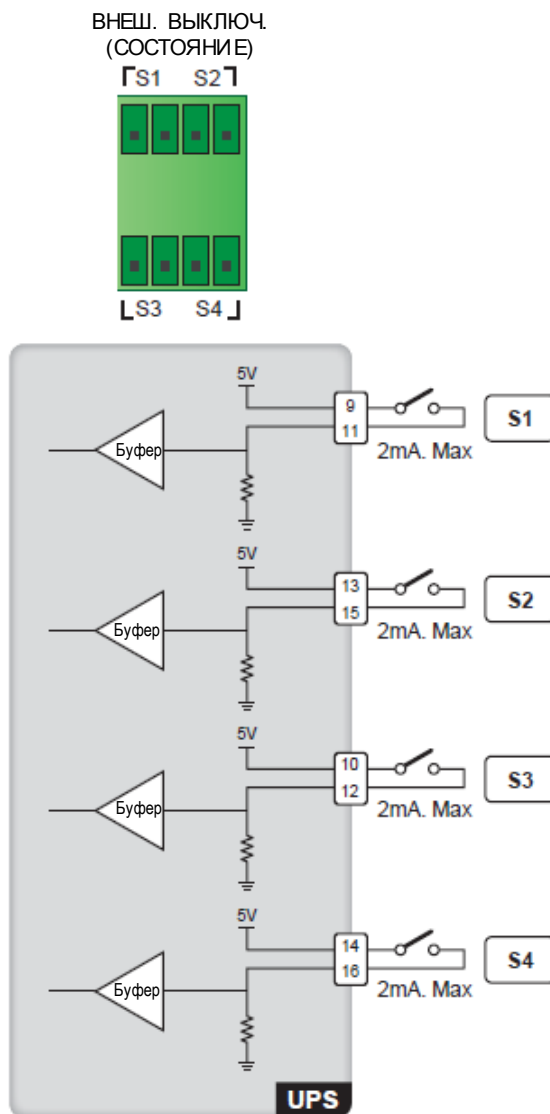 ВНЕШ. ВЫКЛЮЧ.
(СОСТОЯНИЕ)
S1 S2
S3 S4
5V
9
11
Буфер
2mA. Max
S1
5V
13
15
Буфер
2mA. Max
S2
5V
10
12
Буфер
2mA. Max
S3
5V
14
16
Буфер
2mA. Max
S4
UPS